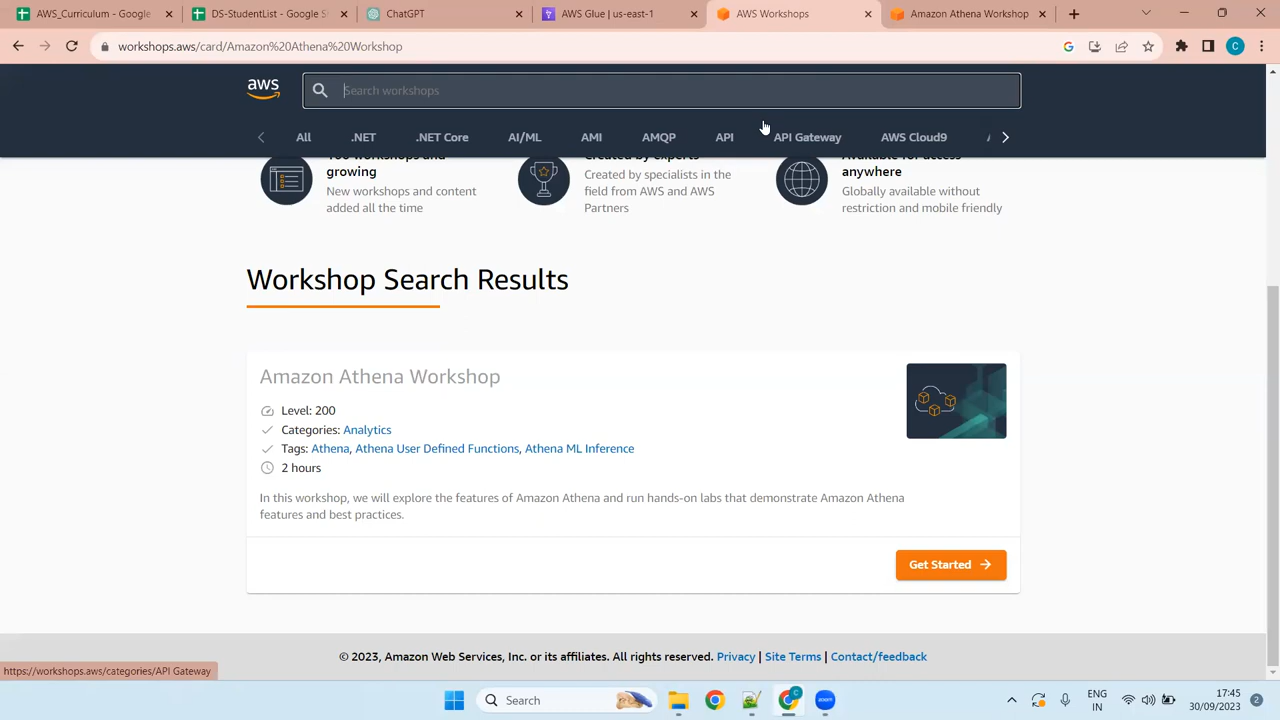 AWS_Curriculum - Google
DS-StudentList - Google S
ChatGPT
AWS Glue | us-east-1
AWS Workshops
Amazon Athena Workshop
workshops.aws/card/Amazon%20Athena%20Workshop
C
aws
Search workshops
All
.NET
.NET Core
AI/ML
AMI
AMQP
API
API Gateway
AWS Cloud9
growing
New workshops and content
added all the time
Created by experts
Created by specialists in the
field from AWS and AWS
Partners
Available for access
anywhere
Globally available without
restriction and mobile friendly
Workshop Search Results
Amazon Athena Workshop
Level: 200
Categories: Analytics
Tags: Athena, Athena User Defined Functions, Athena ML Inference
2 hours
In this workshop, we will explore the features of Amazon Athena and run hands-on labs that demonstrate Amazon Athena
features and best practices.
Get Started
© 2023, Amazon Web Services, Inc. or its affiliates. All rights reserved. Privacy | Site Terms | Contact/feedback
https://workshops.aws/categories/API Gateway
Search
ENG
IN
17:45
30/09/2023
2